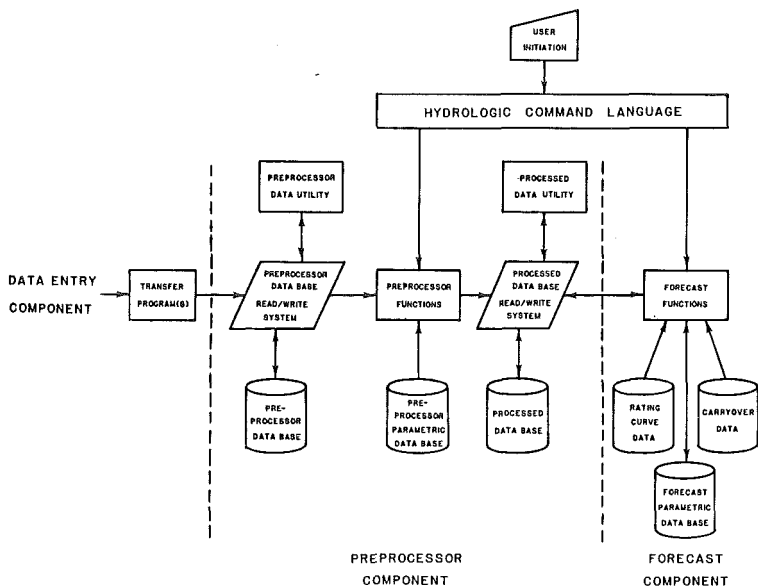 USER
INITIATION
HYDROLOGIC COMMAND LANGUAGE
PREPROCESSOR
DATA UTILITY
PROCESSED
DATA UTILITY
DATA ENTRY
COMPONENT
TRANSFER
PROGRAM(S)
PREPROCESSOR
DATA BASE
READ/WRITE
SYSTEM
PREPROCESSOR
FUNCTIONS
PROCESSED
DATA BASE
READ/WRITE
SYSTEM
FORECAST
FUNCTIONS
PRE-
PROCESSOR
DATA BASE
PRE-
PROCESSOR
PARAMETRIC
DATA BASE
PROCESSED
DATA BASE
RATING
CURVE
DATA
CARRYOVER
DATA
FORECAST
PARAMETRIC
DATA BASE
PREPROCESSOR
COMPONENT
FORECAST
COMPONENT